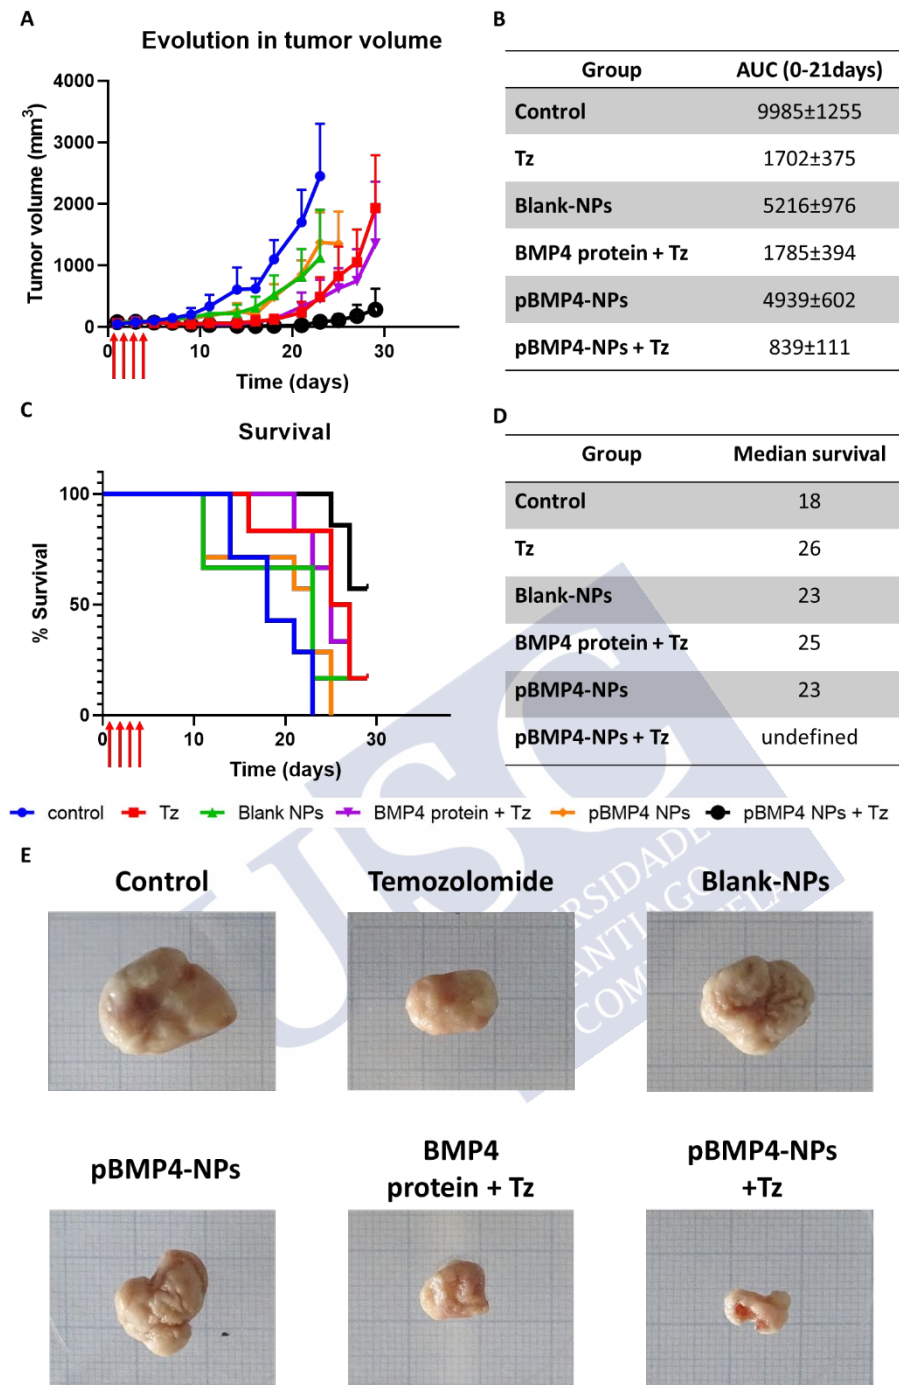 A
Evolution in tumor volume
Tumor volume (mm³)
4000
3000
2000
1000
0
0
10
20
30
Time (days)
B
Group AUC (0-21days)
Control 9985±1255
Tz 1702±375
Blank-NPs 5216±976
BMP4 protein + Tz 1785±394
pBMP4-NPs 4939±602
pBMP4-NPs + Tz 839±111
C
Survival
% Survival
100
50
0
0
10
20
30
Time (days)
D
Group Median survival
Control 18
Tz 26
Blank-NPs 23
BMP4 protein + Tz 25
pBMP4-NPs 23
pBMP4-NPs + Tz undefined
control Tz Blank NPs BMP4 protein + Tz pBMP4 NPs pBMP4 NPs + Tz
USC
E
Control Temozolomide Blank-NPs
pBMP4-NPs
BMP4
protein + Tz
pBMP4-NPs
+Tz